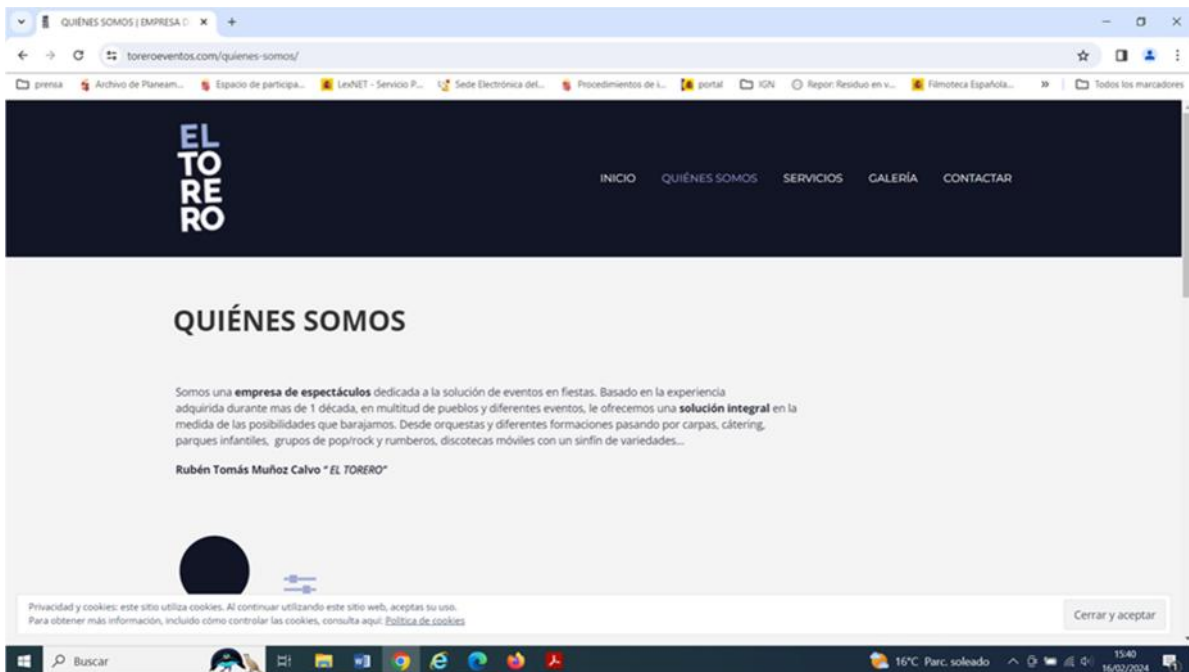 QUIÉNES SOMOS | EMPRESA D
toreroeventos.com/quienes-somos/
prensa Archivo de Planeam... Espacio de participa... LexNET - Servicio P... Sede Electrónica del... Procedimientos de i... portal IGN Repor: Residuo en v... Filmoteca Española... Todos los marcadores
EL
TO
RE
RO
INICIO QUIÉNES SOMOS SERVICIOS GALERÍA CONTACTAR
QUIÉNES SOMOS
Somos una empresa de espectáculos dedicada a la solución de eventos en fiestas. Basado en la experiencia
adquirida durante mas de 1 década, en multitud de pueblos y diferentes eventos, le ofrecemos una solución integral en la
medida de las posibilidades que barajamos. Desde orquestas y diferentes formaciones pasando por carpas, cátering,
parques infantiles, grupos de pop/rock y rumberos, discotecas móviles con un sinfín de variedades...
Rubén Tomás Muñoz Calvo " EL TORERO"
Privacidad y cookies: este sitio utiliza cookies. Al continuar utilizando este sitio web, aceptas su uso.
Para obtener más información, incluido cómo controlar las cookies, consulta aquí: Política de cookies
Cerrar y aceptar
Buscar
16°C Parc. soleado
15:40
16/02/2024